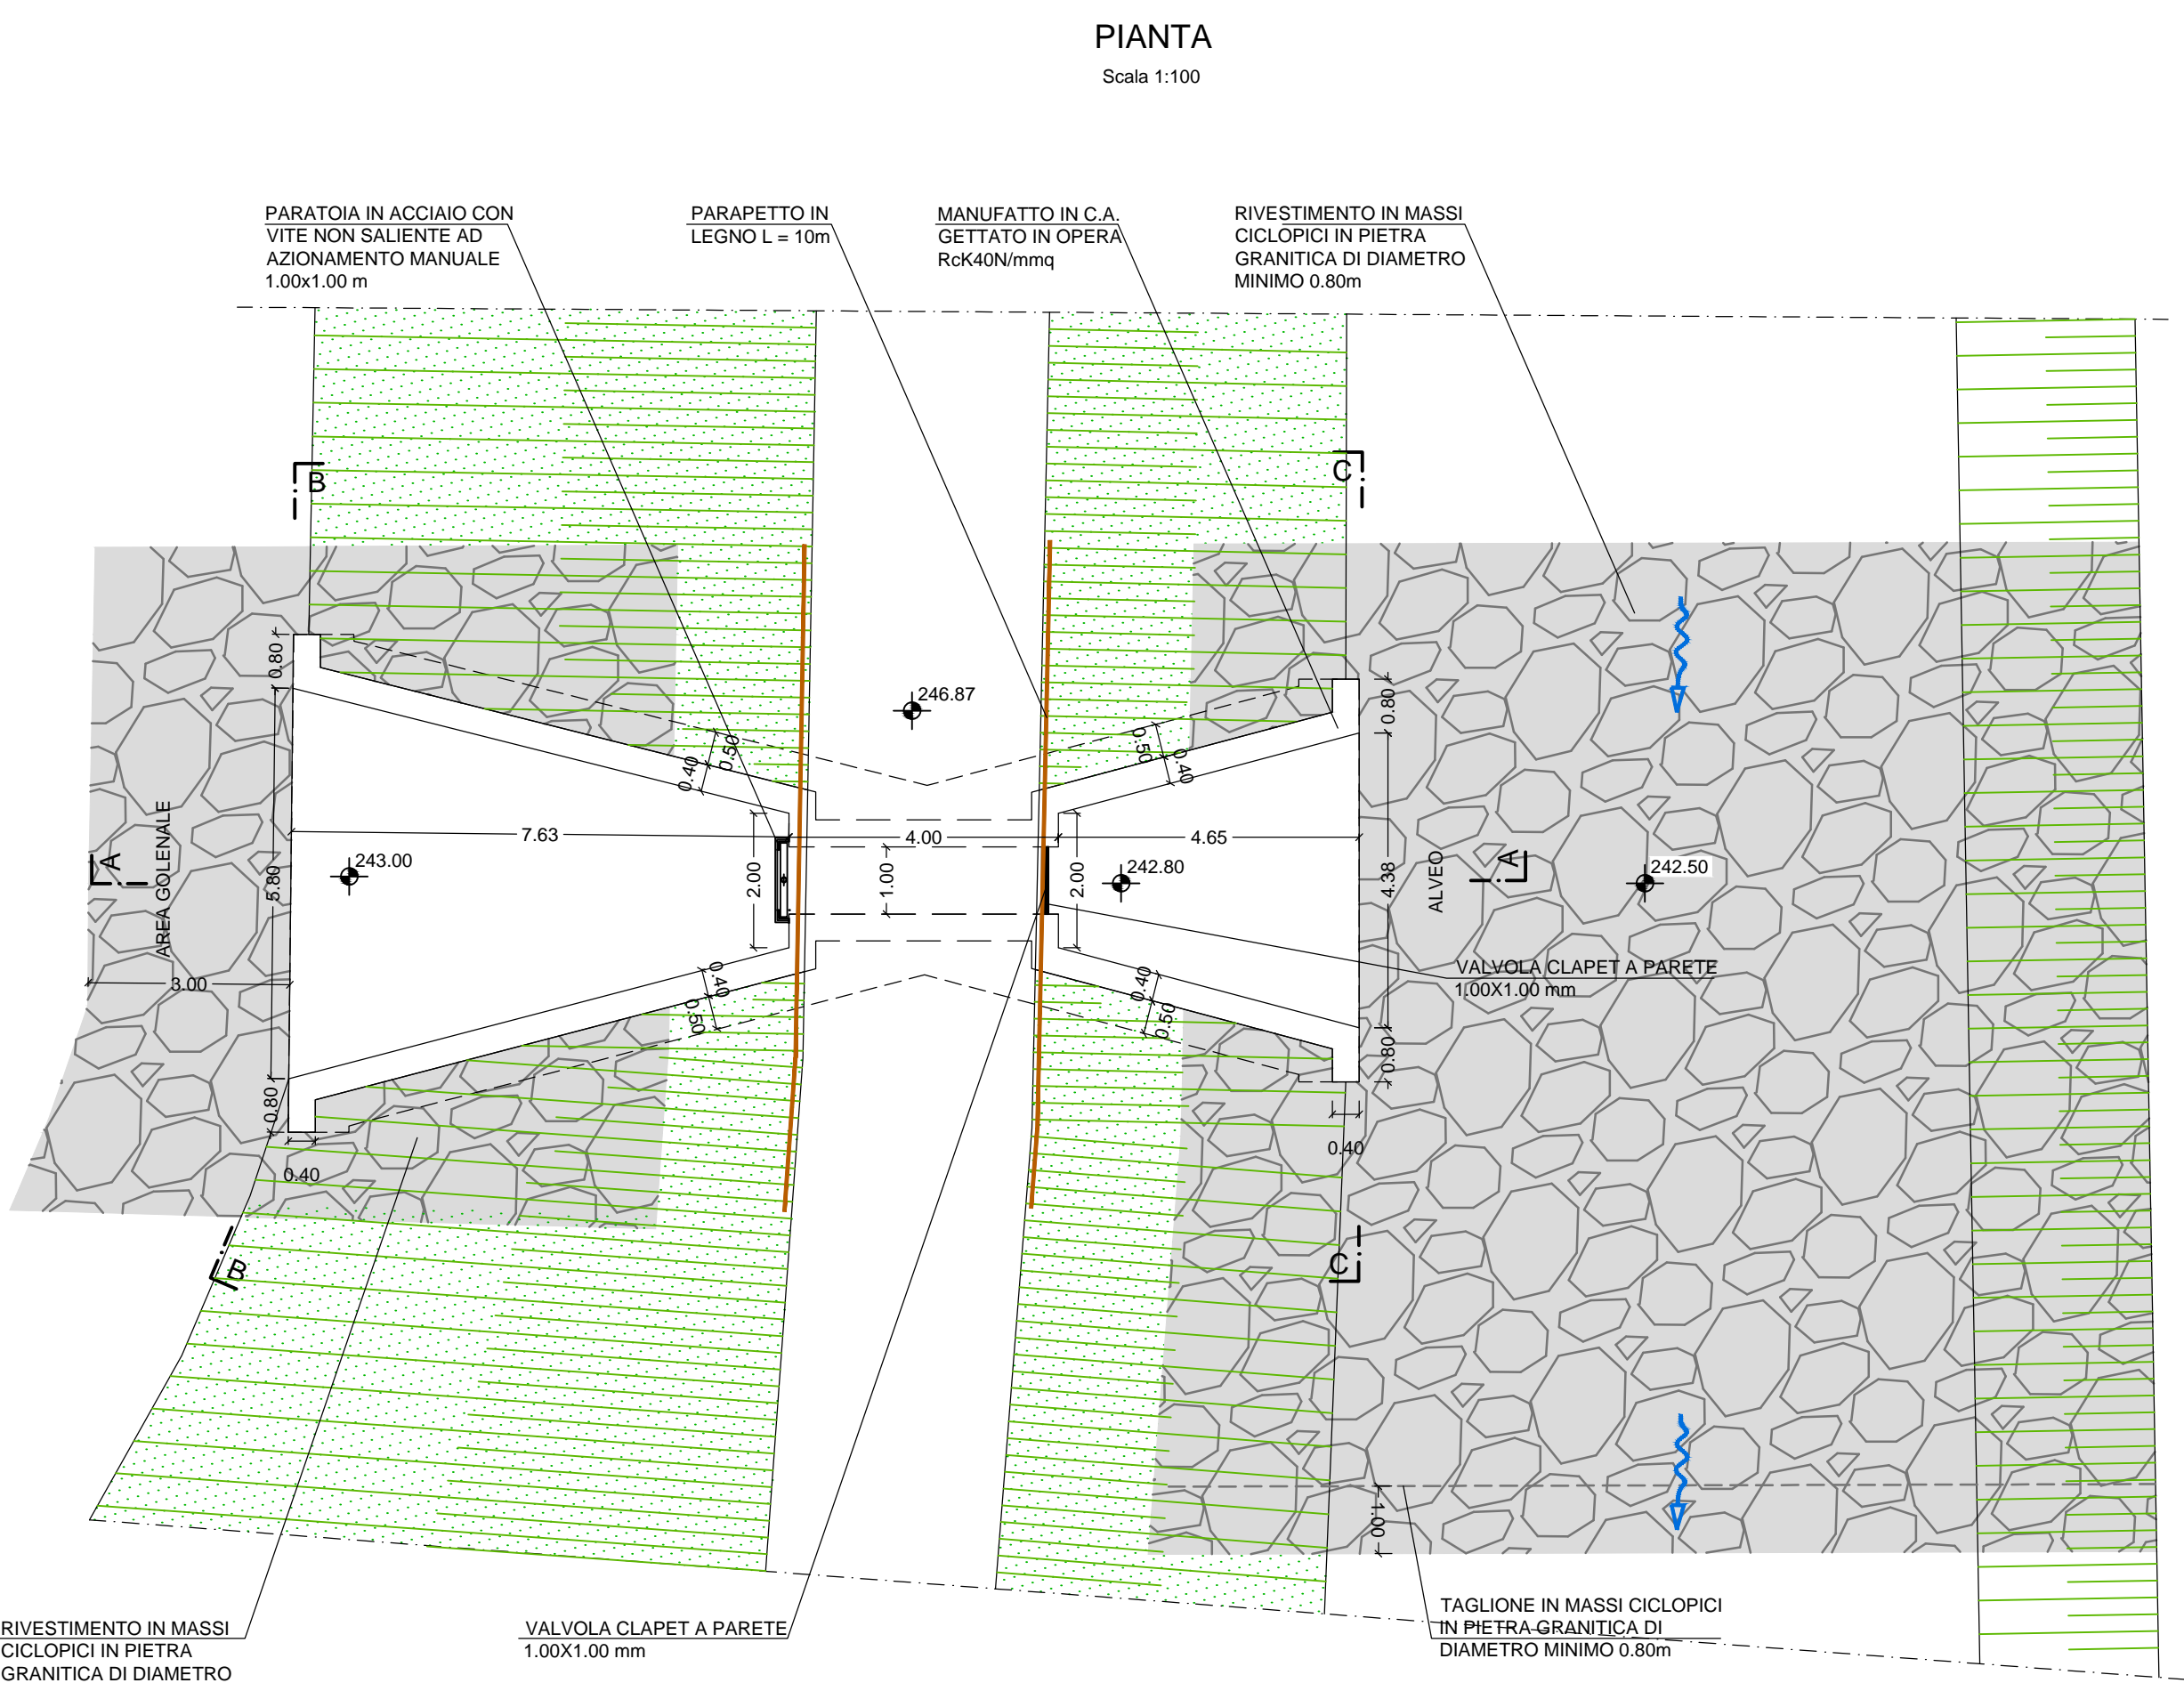 PIANTA
Scala 1:100
PARATOIA IN ACCIAIO CON
VITE NON SALIENTE AD
AZIONAMENTO MANUALE
1.00x1.00 m
PARAPETTO IN
LEGNO L = 10m
MANUFATTO IN C.A.
GETTATO IN OPERA
RcK40N/mmq
RIVESTIMENTO IN MASSI
CICLOPICI IN PIETRA
GRANITICA DI DIAMETRO
MINIMO 0.80m
B
C
0.80
246.87
0.80
0.50
0.40
0.50
0.40
7.63
4.00
4.65
243.00
242.80
242.50
A
AREA GOLENALE
5.80
2.00
1.00
2.00
4.38
ALVEO
A
3.00
0.40
0.50
0.40
0.50
VALVOLA CLAPET A PARETE
1.00X1.00 mm
0.80
0.80
0.40
0.40
B
C
1.00
RIVESTIMENTO IN MASSI
CICLOPICI IN PIETRA
GRANITICA DI DIAMETRO
VALVOLA CLAPET A PARETE
1.00X1.00 mm
TAGLIONE IN MASSI CICLOPICI
IN PIETRA GRANITICA DI
DIAMETRO MINIMO 0.80m